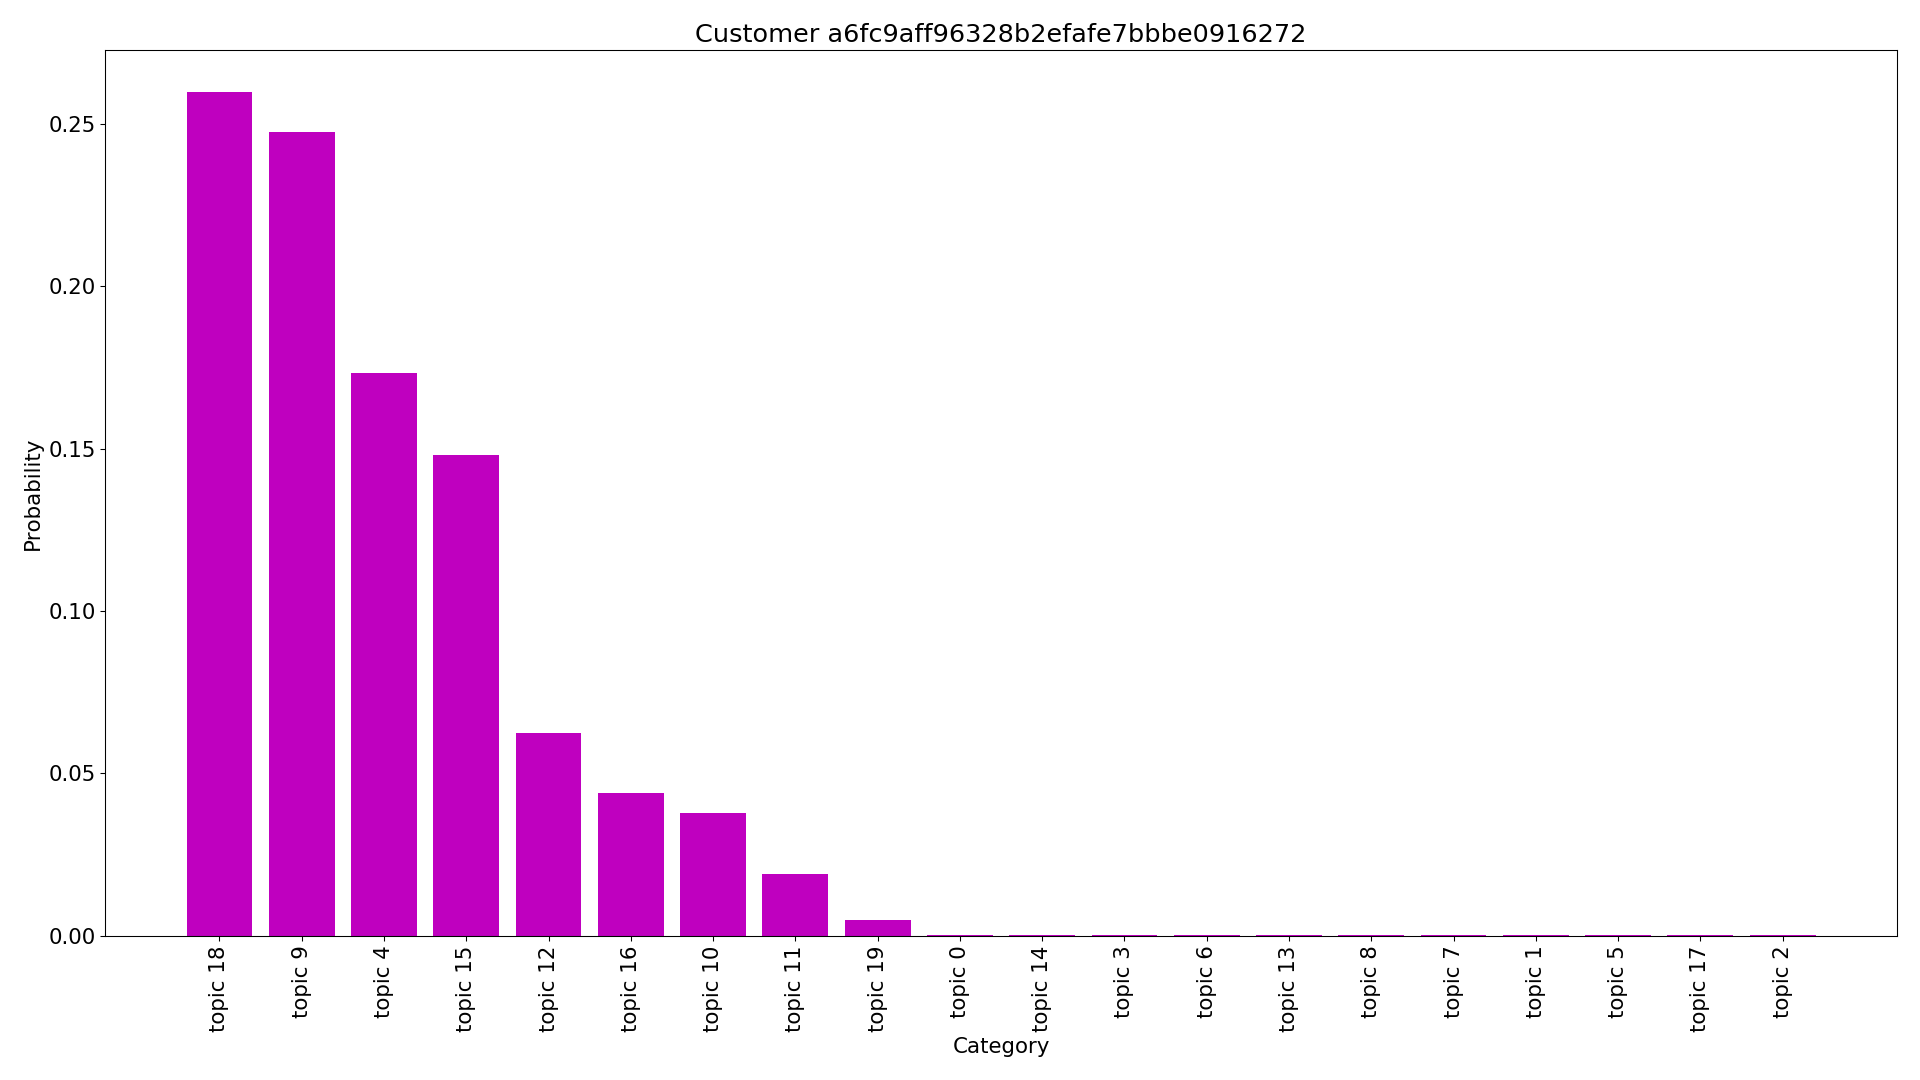 Customer a6fc9aff96328b2efafe7bbbe0916272
Probability
0.25
0.20
0.15
0.10
0.05
0.00
topic 18
topic 9
topic 4
topic 15
topic 12
topic 16
topic 10
topic 11
topic 19
topic 0
topic 14
topic 3
topic 6
topic 13
topic 8
topic 7
topic 1
topic 5
topic 17
topic 2
Category